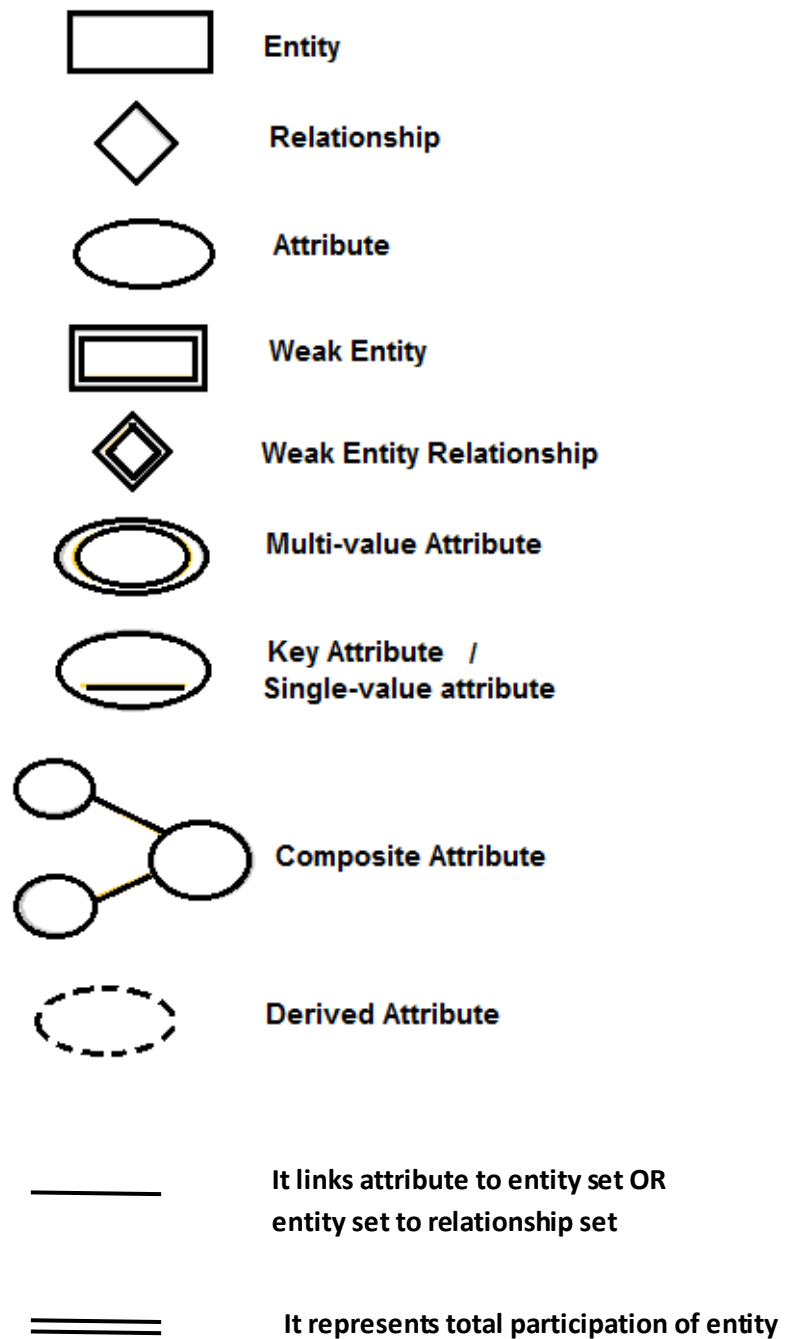 Entity
Relationship
Attribute
Weak Entity
Weak Entity Relationship
Multi-value Attribute
Key Attribute /
Single-value attribute
Composite Attribute
Derived Attribute
It links attribute to entity set OR
entity set to relationship set
It represents total participation of entity